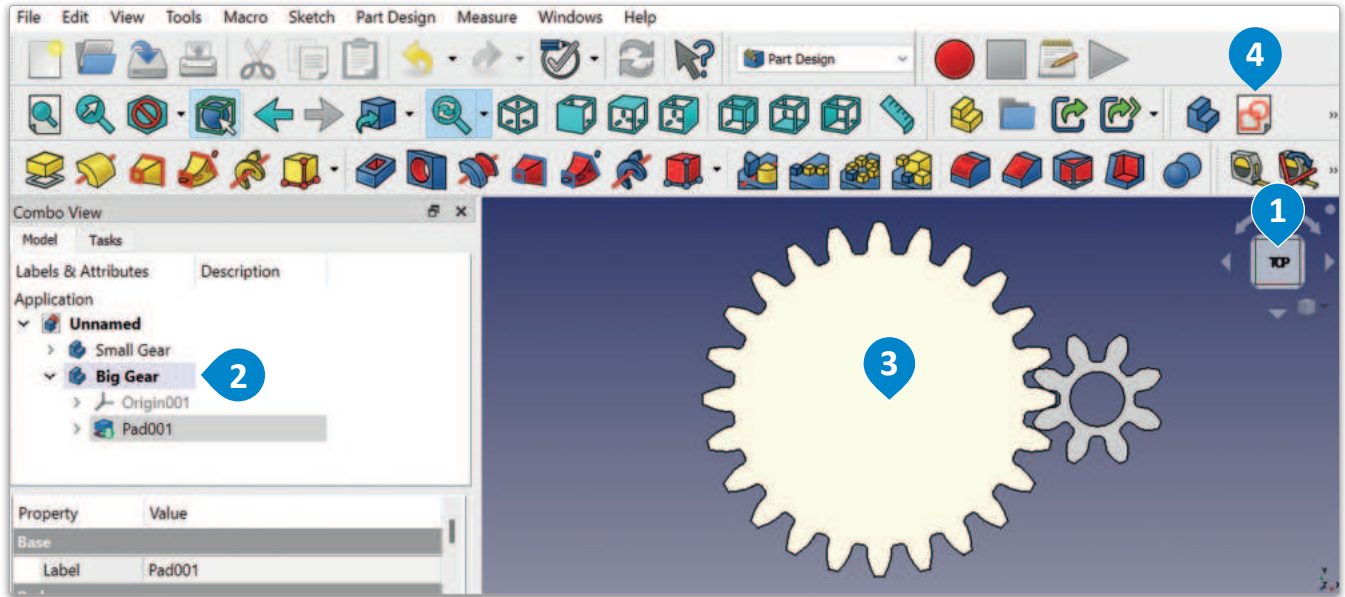 File Edit View Tools Macro Sketch Part Design Measure Windows Help
Part Design
4
Combo View
Model Tasks
Labels & Attributes Description
Application
Unnamed
Small Gear
Big Gear
Origin001
Pad001
2
3
1
TOP
Property Value
Base
Label Pad001
Y
Z
X